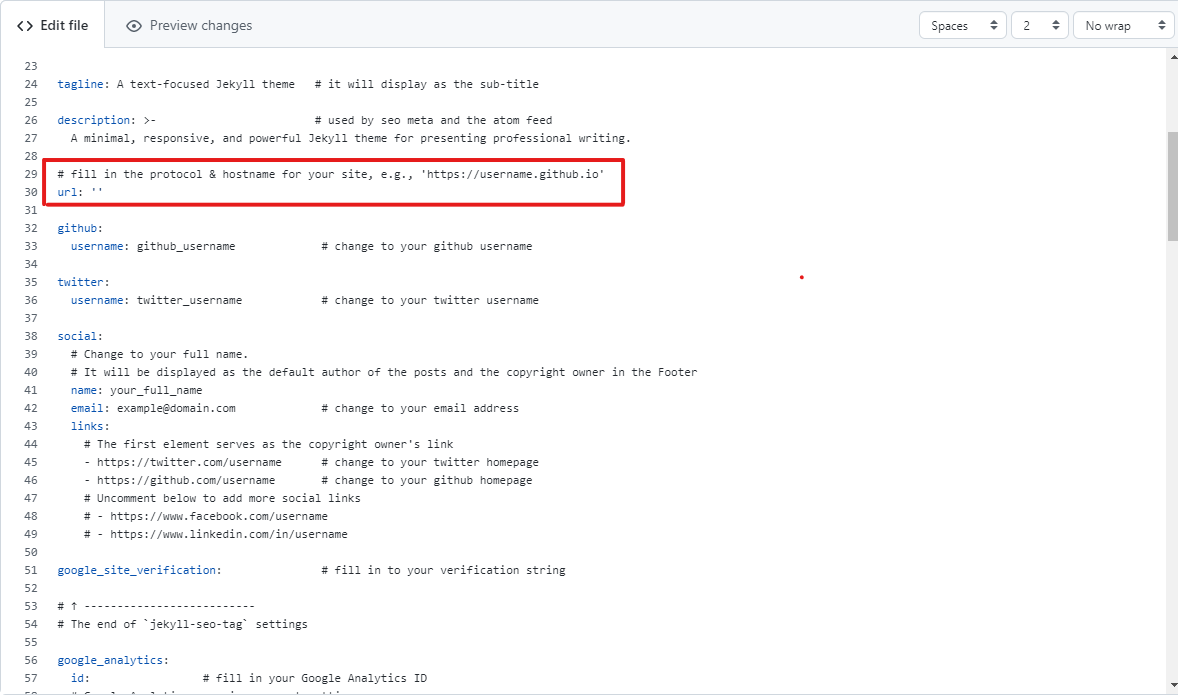 Edit file Preview changes Spaces 2 No wrap
23
24 tagline: A text-focused Jekyll theme # it will display as the sub-title
25
26 description: >- # used by seo meta and the atom feed
27 A minimal, responsive, and powerful Jekyll theme for presenting professional writing.
28
29 # fill in the protocol & hostname for your site, e.g., 'https://username.github.io'
30 url: ''
31
32 github:
33 username: github_username # change to your github username
34
35 twitter:
36 username: twitter_username # change to your twitter username
37
38 social:
39 # Change to your full name.
40 # It will be displayed as the default author of the posts and the copyright owner in the Footer
41 name: your_full_name
42 email: example@domain.com # change to your email address
43 links:
44 # The first element serves as the copyright owner's link
45 - https://twitter.com/username # change to your twitter homepage
46 - https://github.com/username # change to your github homepage
47 # Uncomment below to add more social links
48 # - https://www.facebook.com/username
49 # - https://www.linkedin.com/in/username
50
51 google_site_verification: # fill in to your verification string
52
53 # ↑ --------------------------
54 # The end of `jekyll-seo-tag` settings
55
56 google_analytics:
57 id: # fill in your Google Analytics ID